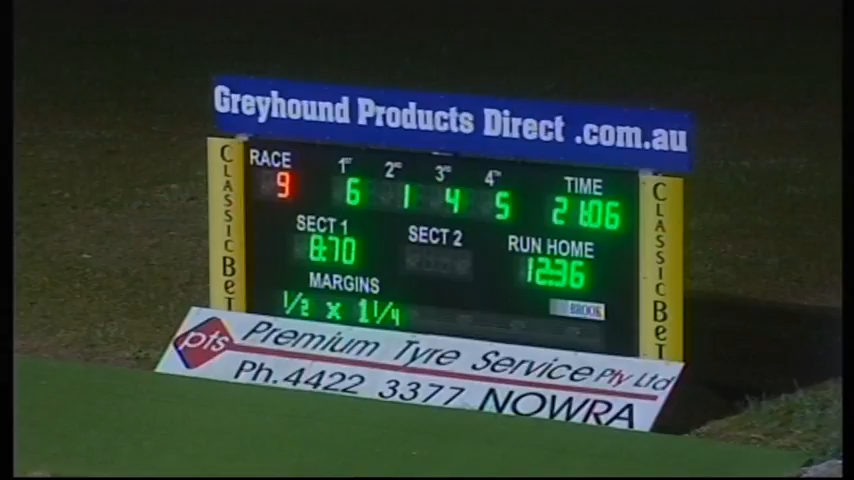 Greyhound Products Direct .com.au
CLASSIC BET
RACE 1ST 2ND 3RD 4TH TIME
9 6 1 4 5 21:06
SECT 1 SECT 2 RUN HOME
8:70 12:36
MARGINS
1/2 x 1 1/4
BROOK
CLASSIC BET
pts Premium Tyre Service Pty Ltd
Ph. 4422 3377 NOWRA